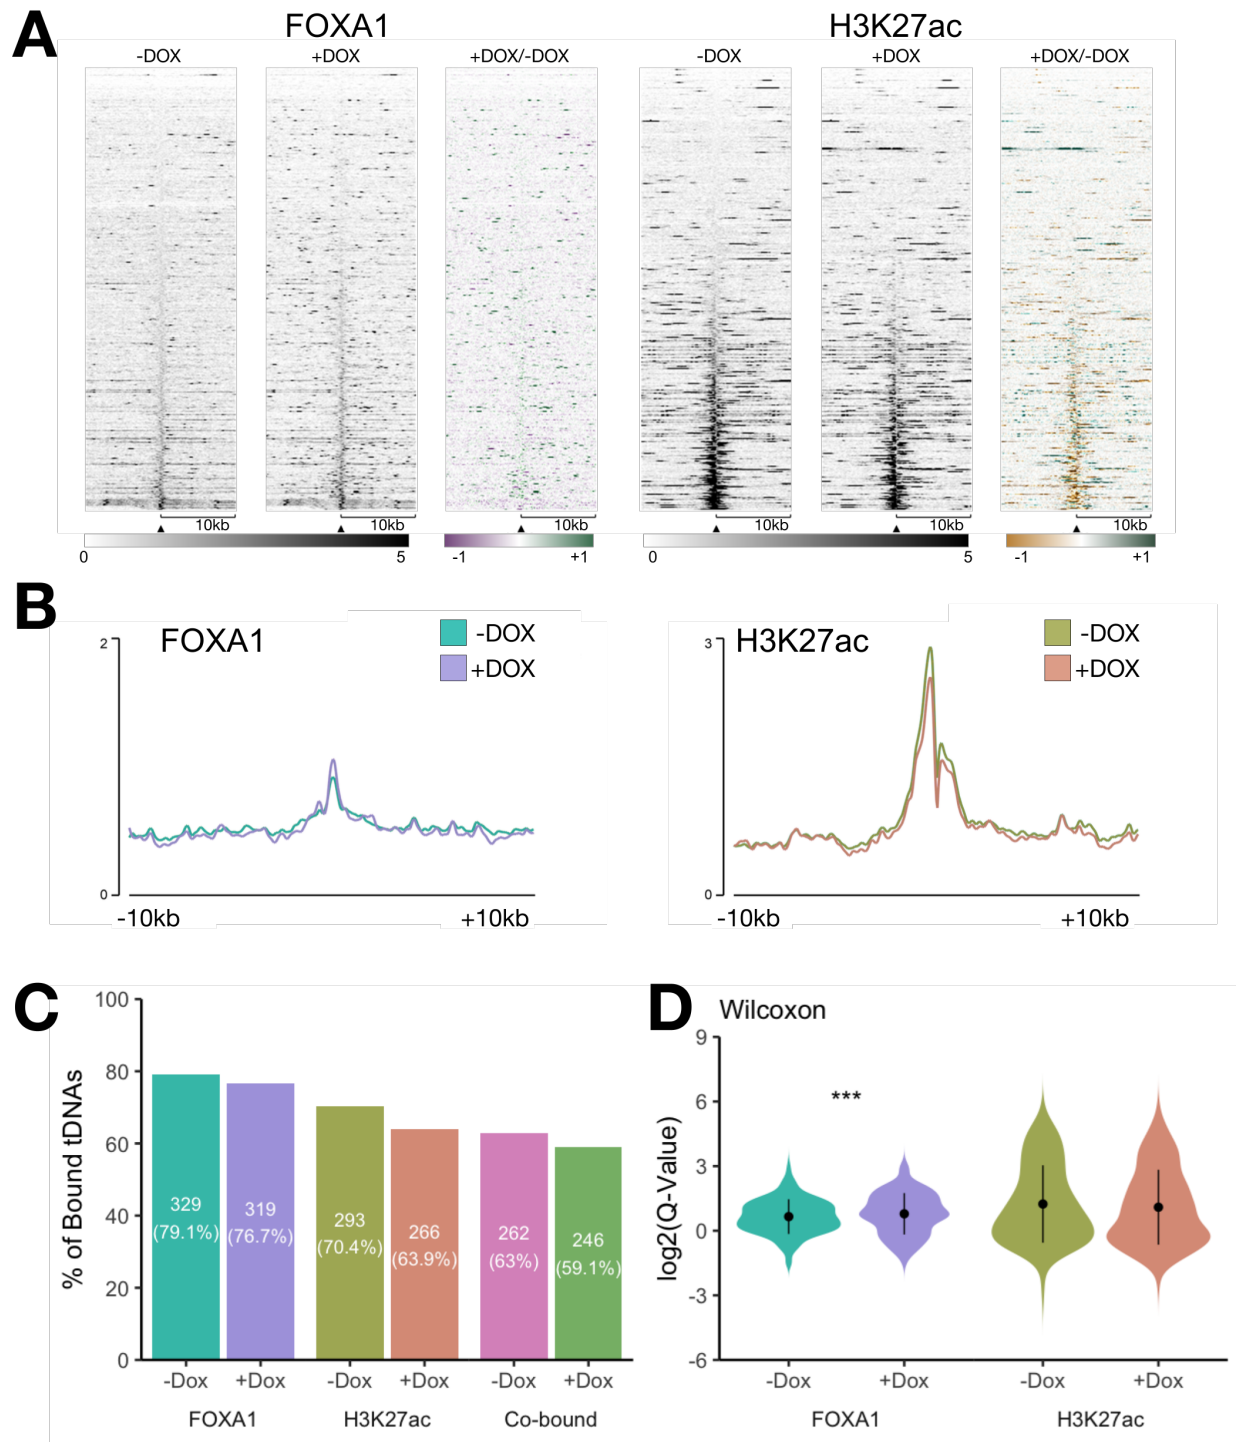 A
FOXA1
H3K27ac
-DOX
+DOX
+DOX/-DOX
-DOX
+DOX
+DOX/-DOX
10kb
10kb
10kb
10kb
10kb
10kb
0
5
-1
+1
0
5
-1
+1
B
FOXA1
-DOX
+DOX
2
0
-10kb
+10kb
H3K27ac
-DOX
+DOX
3
0
-10kb
+10kb
C
% of Bound tDNAs
100
80
60
40
20
0
329
(79.1%)
319
(76.7%)
293
(70.4%)
266
(63.9%)
262
(63%)
246
(59.1%)
-Dox
+Dox
-Dox
+Dox
-Dox
+Dox
FOXA1
H3K27ac
Co-bound
D
Wilcoxon
log2(Q-Value)
9
6
3
0
-3
-6
***
-Dox
+Dox
-Dox
+Dox
FOXA1
H3K27ac